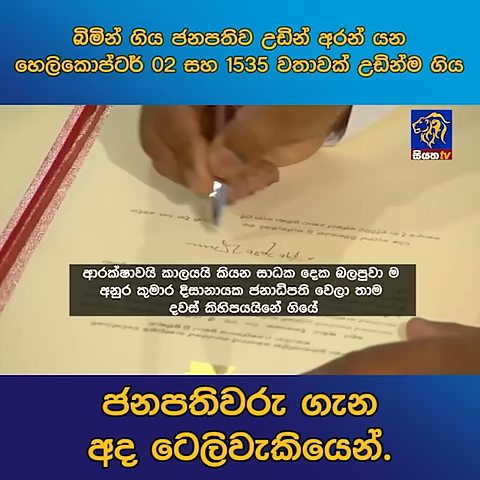 බිමින් ගිය ජනපතිව උඩින් අරන් යන
හෙලිකොප්ටර් 02 සහ 1535 වතාවක් උඩින්ම ගිය
සියත tv
ආරක්ෂාවයි කාලයයි කියන සාධක දෙක බලපුවා ම
අනුර කුමාර දිසානායක ජනාධිපති වෙලා තාම
දවස් කිහිපයයිනේ ගියේ
ජනපතිවරු ගැන
අද ටෙලිවැකියෙන්.